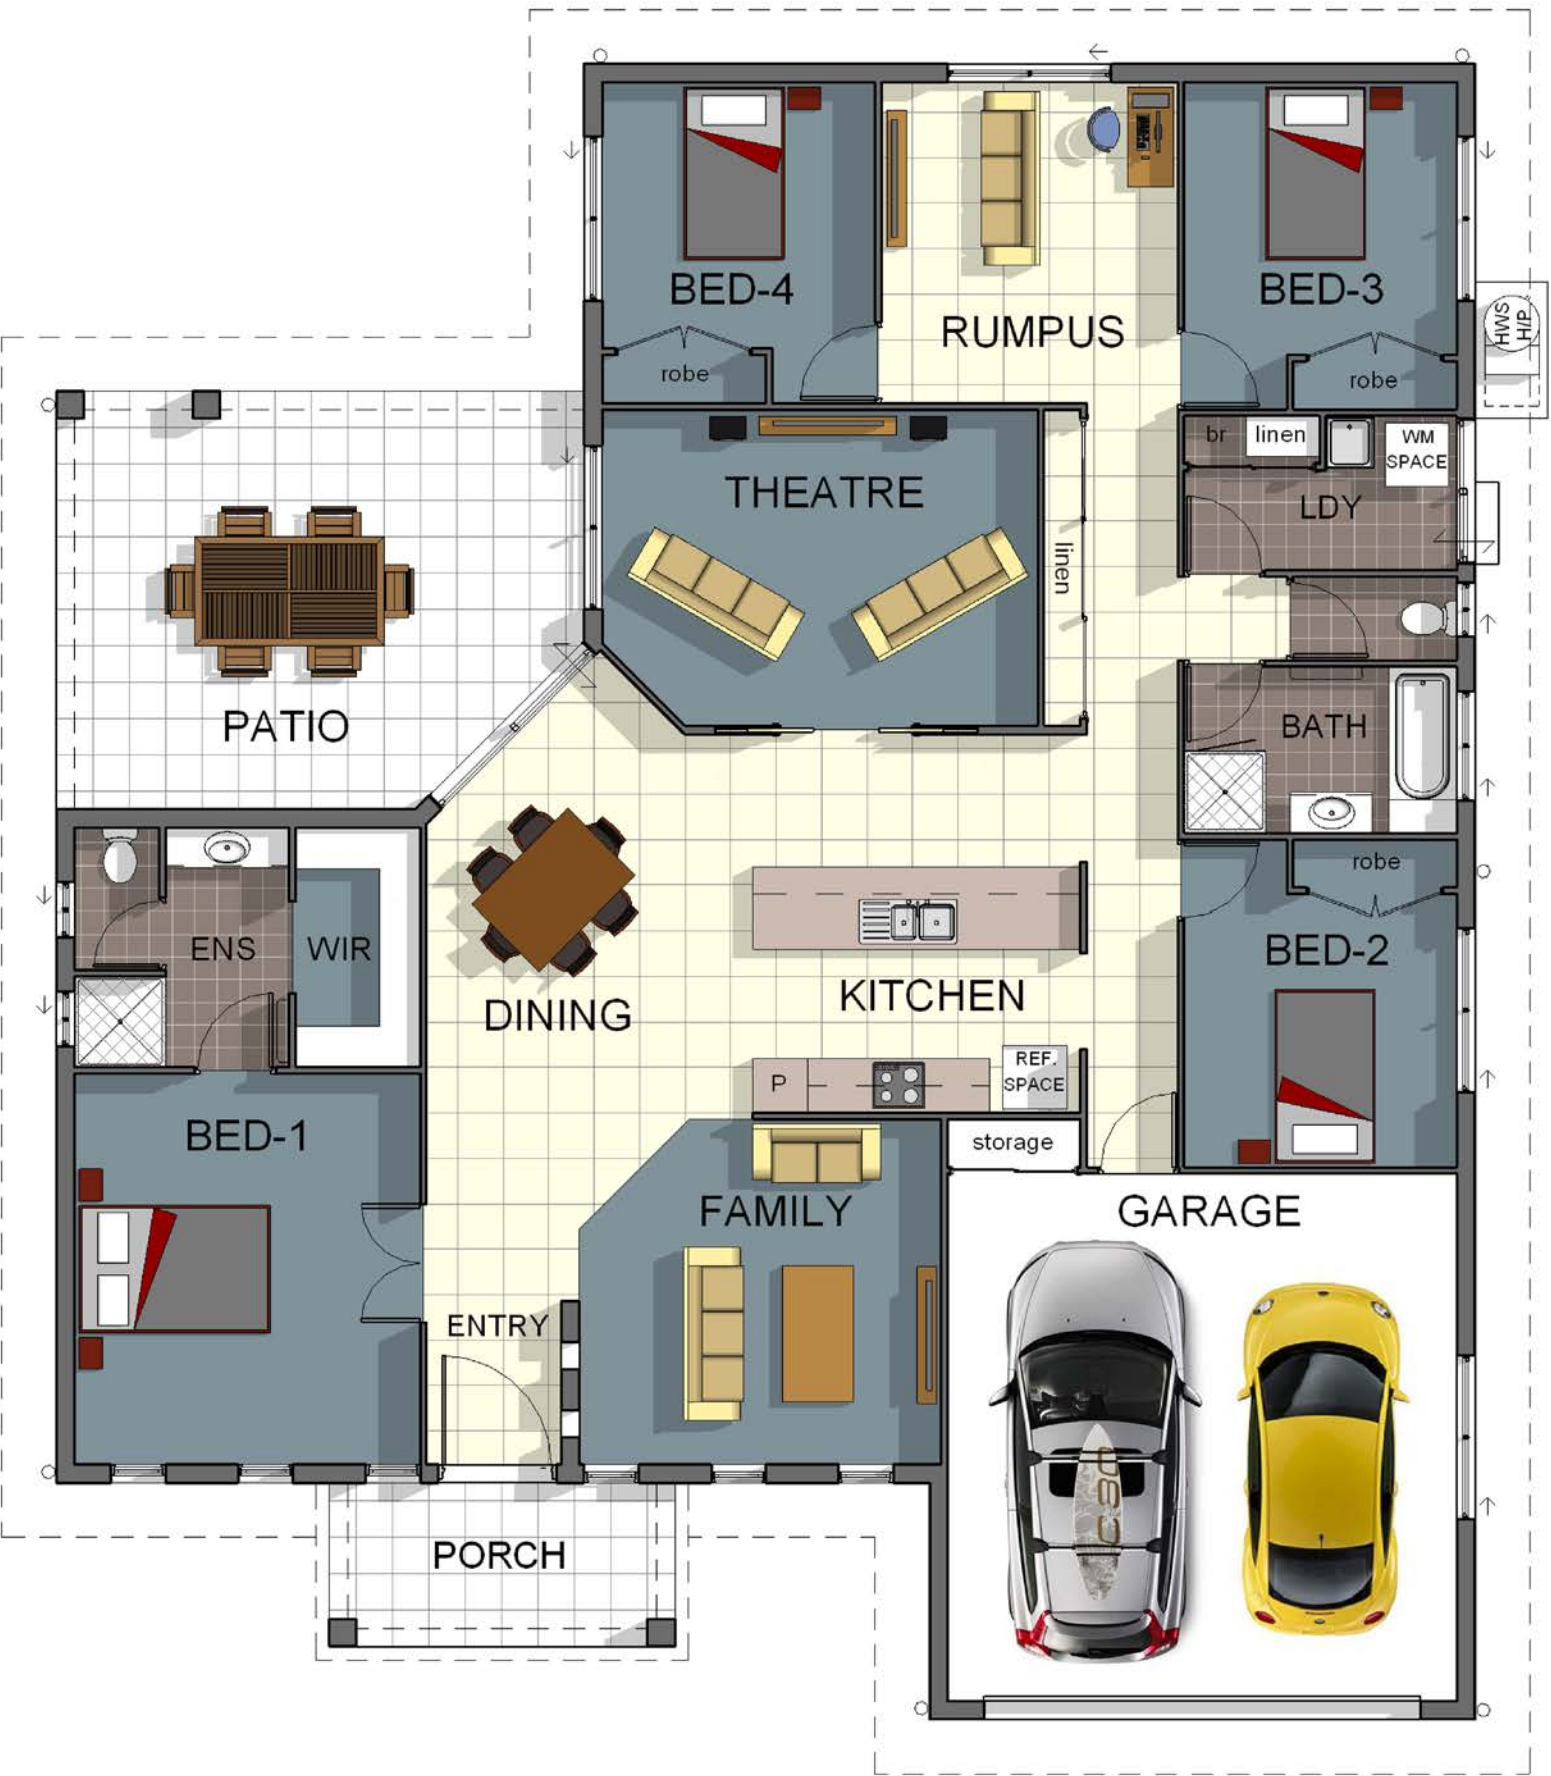 BED-4
RUMPUS
BED-3
HWS
H/P
robe
robe
THEATRE
br
linen
WM
SPACE
LDY
linen
PATIO
BATH
robe
ENS
WIR
DINING
KITCHEN
BED-2
P
REF.
SPACE
BED-1
storage
FAMILY
GARAGE
ENTRY
C30
PORCH